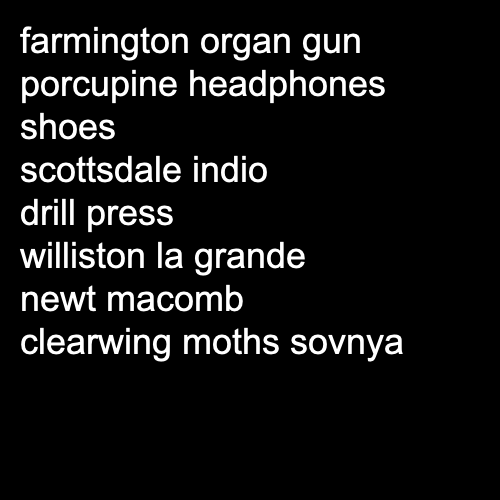 farmington organ gun
porcupine headphones
shoes
scottsdale indio
drill press
williston la grande
newt macomb
clearwing moths sovnya